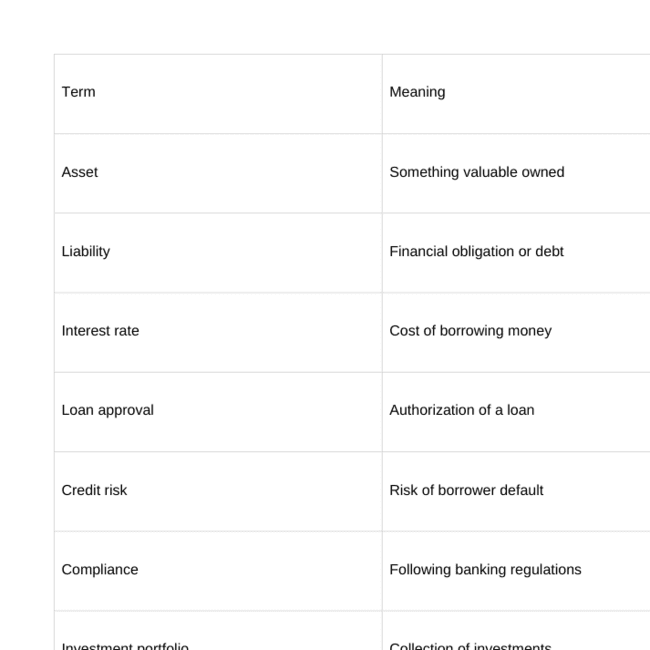 Term Meaning
Asset Something valuable owned
Liability Financial obligation or debt
Interest rate Cost of borrowing money
Loan approval Authorization of a loan
Credit risk Risk of borrower default
Compliance Following banking regulations
Investment portfolio Collection of investments